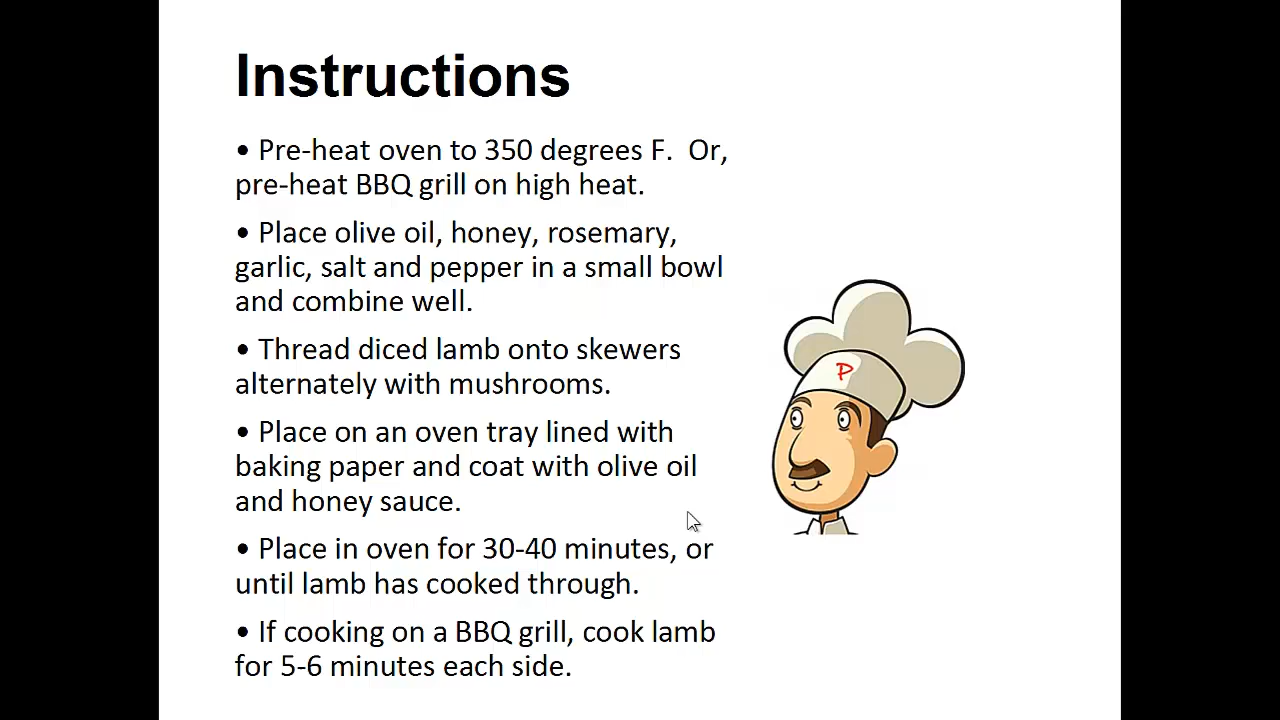 Instructions
• Pre-heat oven to 350 degrees F.  Or,
pre-heat BBQ grill on high heat.
• Place olive oil, honey, rosemary,
garlic, salt and pepper in a small bowl
and combine well.
• Thread diced lamb onto skewers
alternately with mushrooms.
• Place on an oven tray lined with
baking paper and coat with olive oil
and honey sauce.
• Place in oven for 30-40 minutes, or
until lamb has cooked through.
• If cooking on a BBQ grill, cook lamb
for 5-6 minutes each side.
P